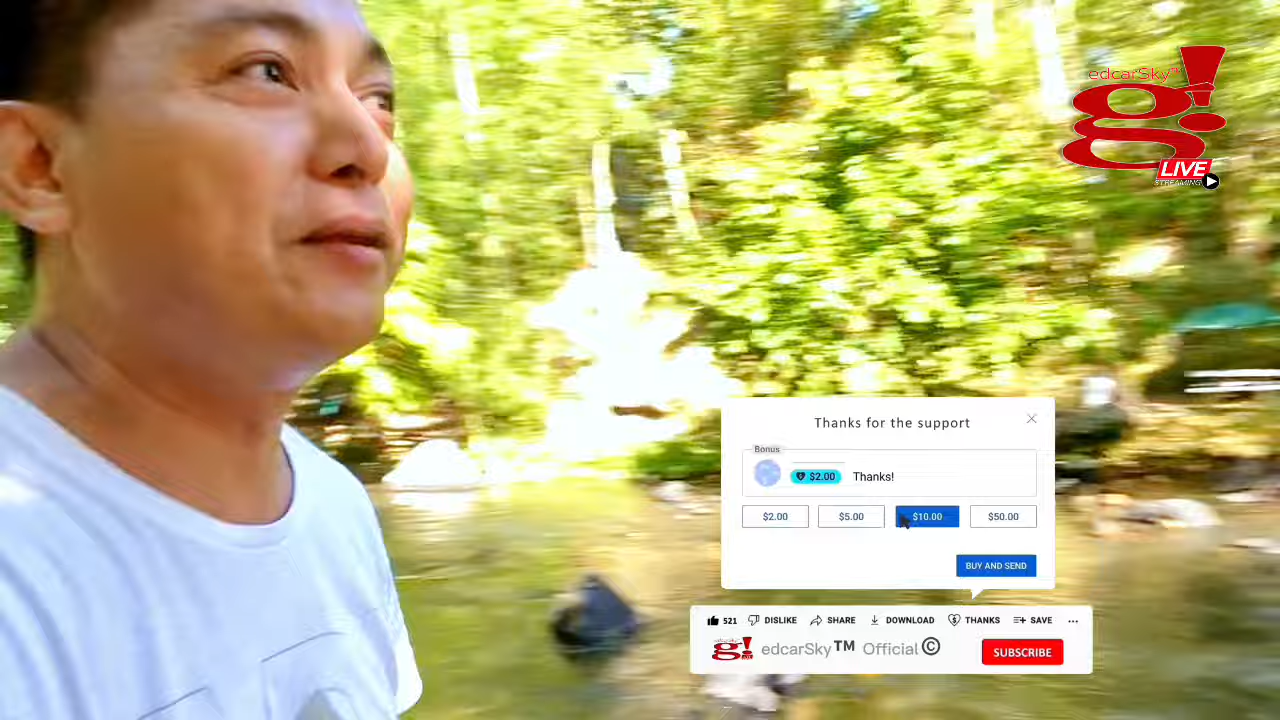 edcarSky™
g!
LIVE
STREAMING
Thanks for the support
Bonus
$2.00 Thanks!
$2.00 $5.00 $10.00 $50.00
BUY AND SEND
521 DISLIKE SHARE DOWNLOAD THANKS SAVE ...
g! edcarSky™ Official © SUBSCRIBE